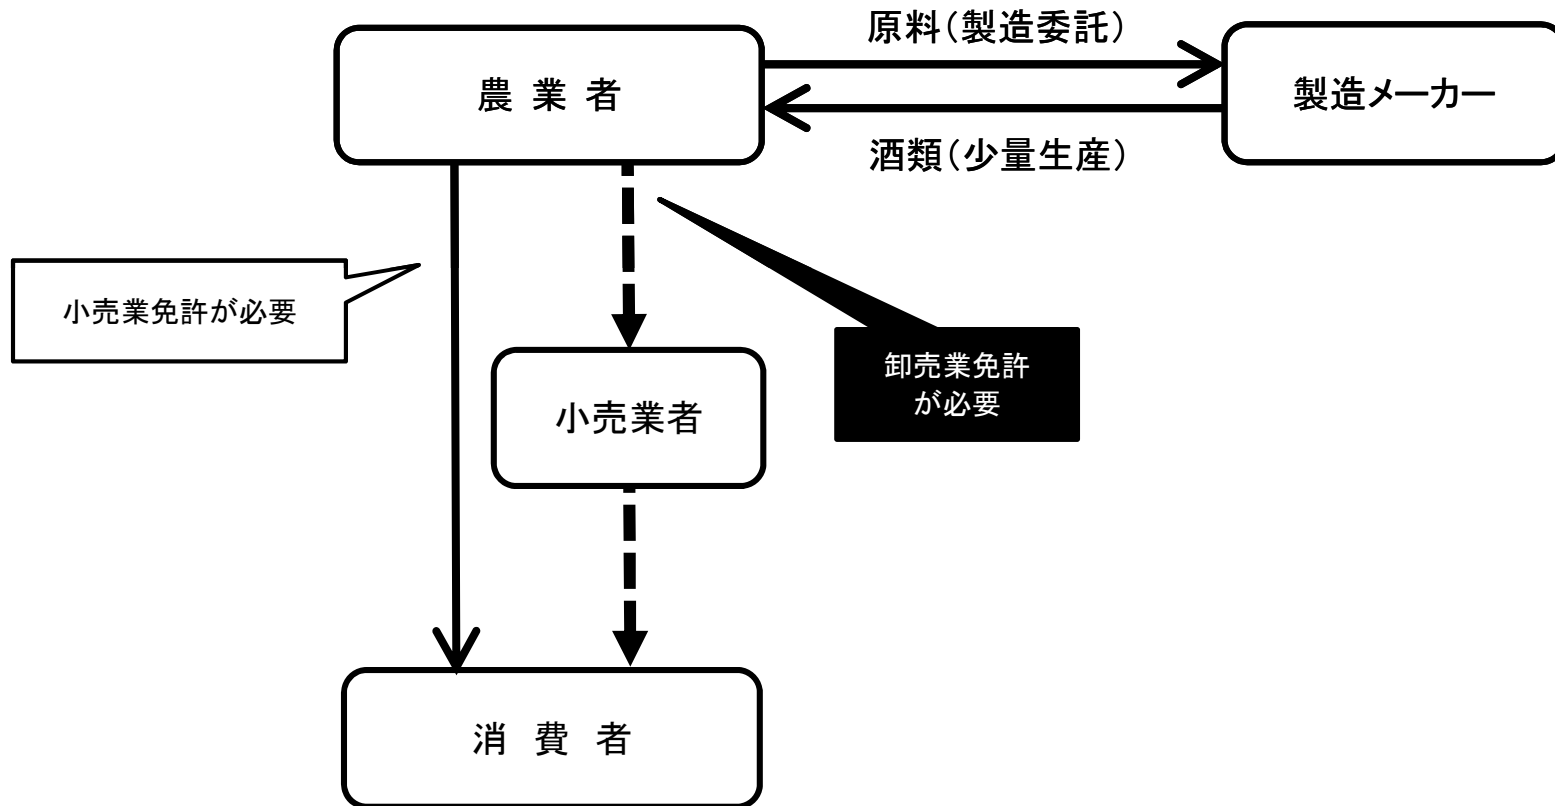 原料(製造委託)
農業者
製造メーカー
酒類(少量生産)
小売業免許が必要
卸売業免許
が必要
小売業者
消費者